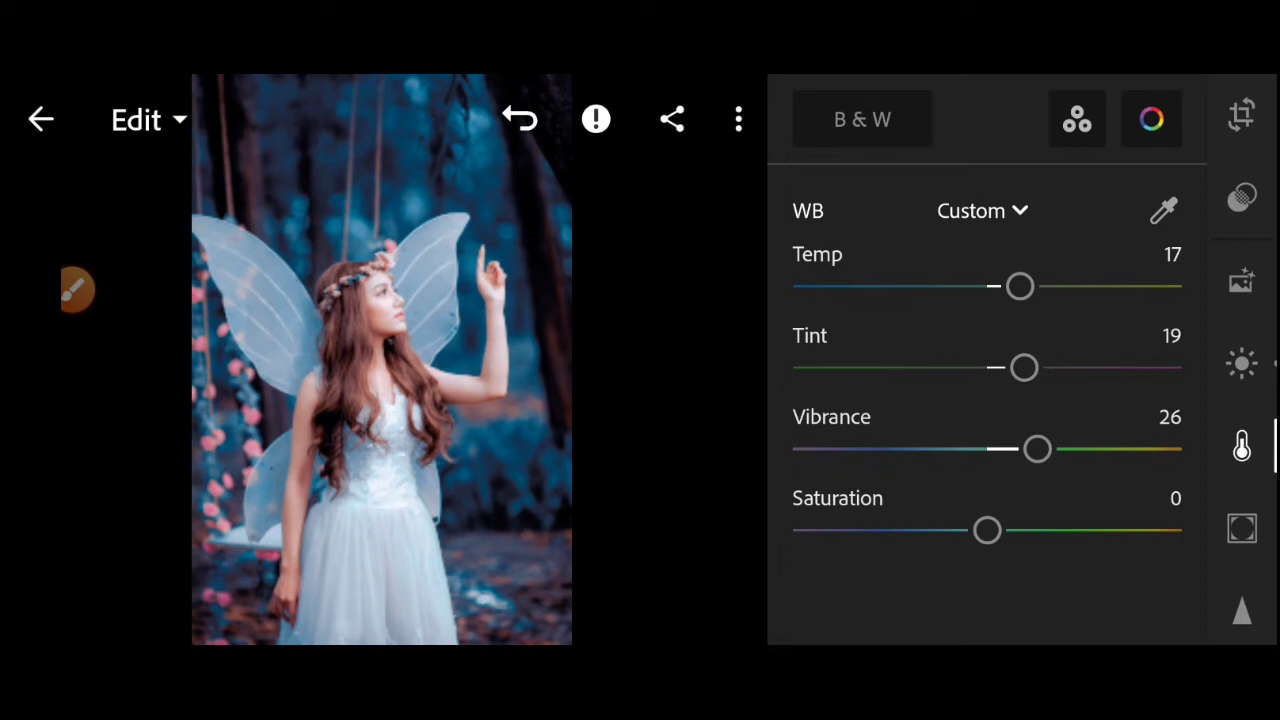 Edit
B & W
WB Custom
Temp 17
Tint 19
Vibrance 26
Saturation 0